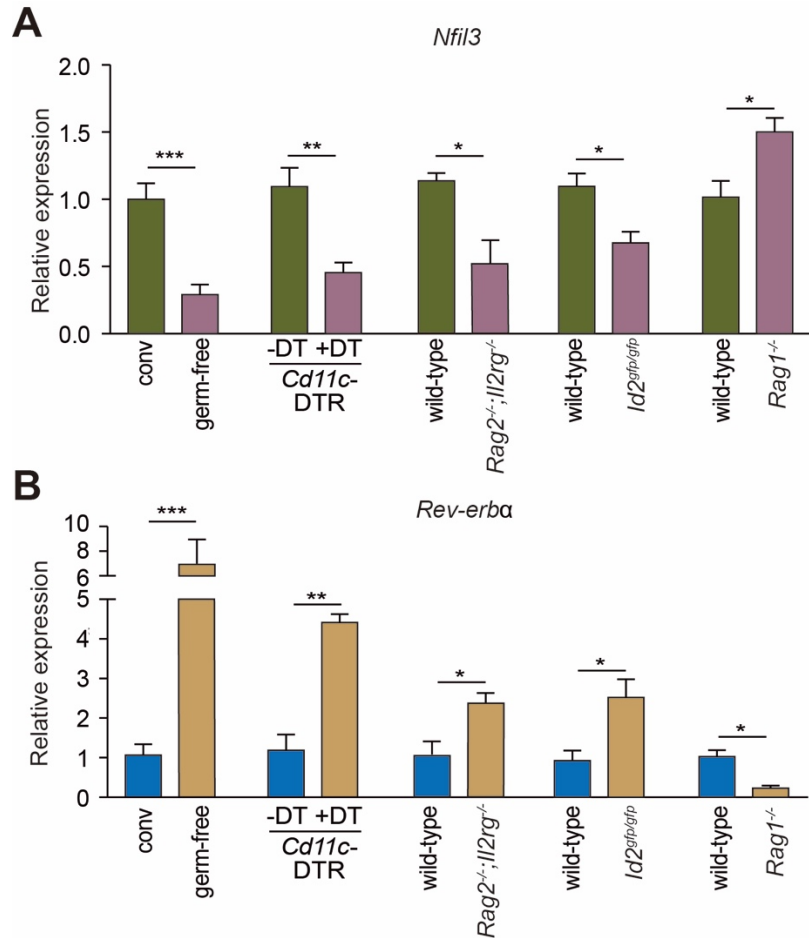 A
Nfil3
Relative expression
2.0
1.5
1.0
0.5
0.0
***
**
*
*
*
conv
germ-free
-DT +DT
Cd11c-
DTR
wild-type
Rag2-/-;Il2rg-/-
wild-type
Id2gfp/gfp
wild-type
Rag1-/-
B
Rev-erbα
Relative expression
10
8
6
5
4
3
2
1
0
***
**
*
*
*
conv
germ-free
-DT +DT
Cd11c-
DTR
wild-type
Rag2-/-;Il2rg-/-
wild-type
Id2gfp/gfp
wild-type
Rag1-/-